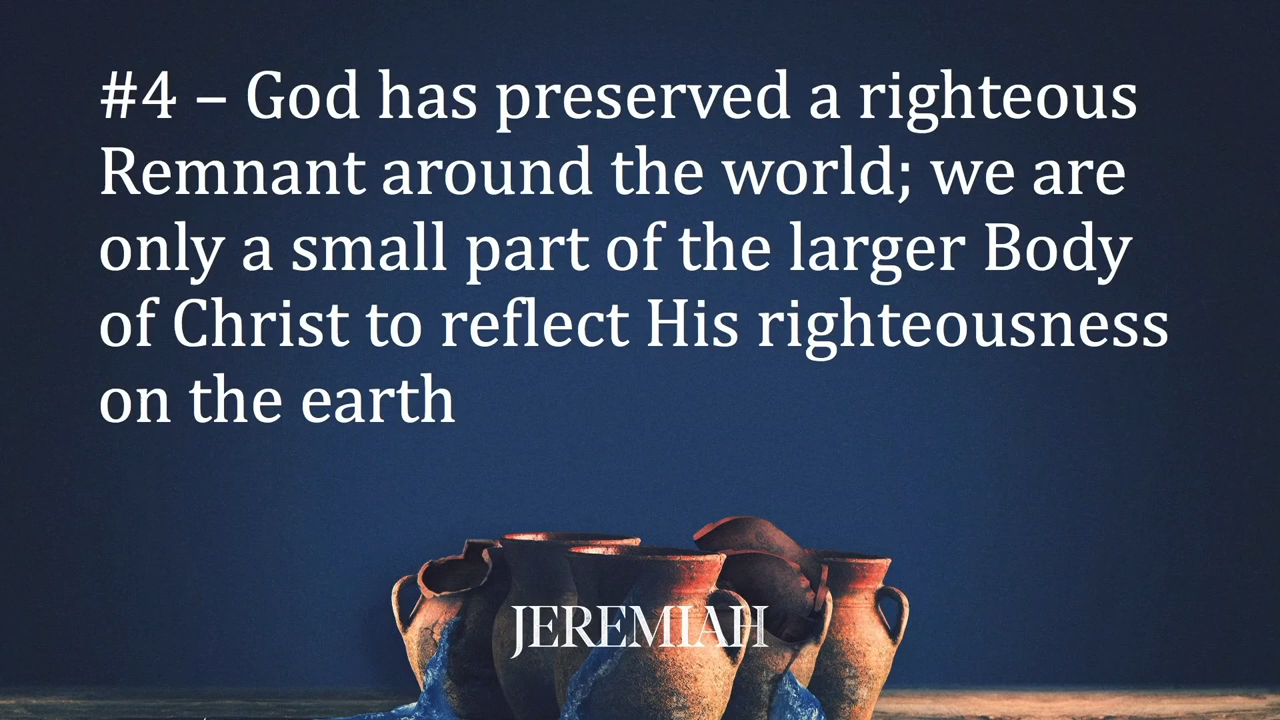 #4 – God has preserved a righteous
Remnant around the world; we are
only a small part of the larger Body
of Christ to reflect His righteousness
on the earth
JEREMIAH